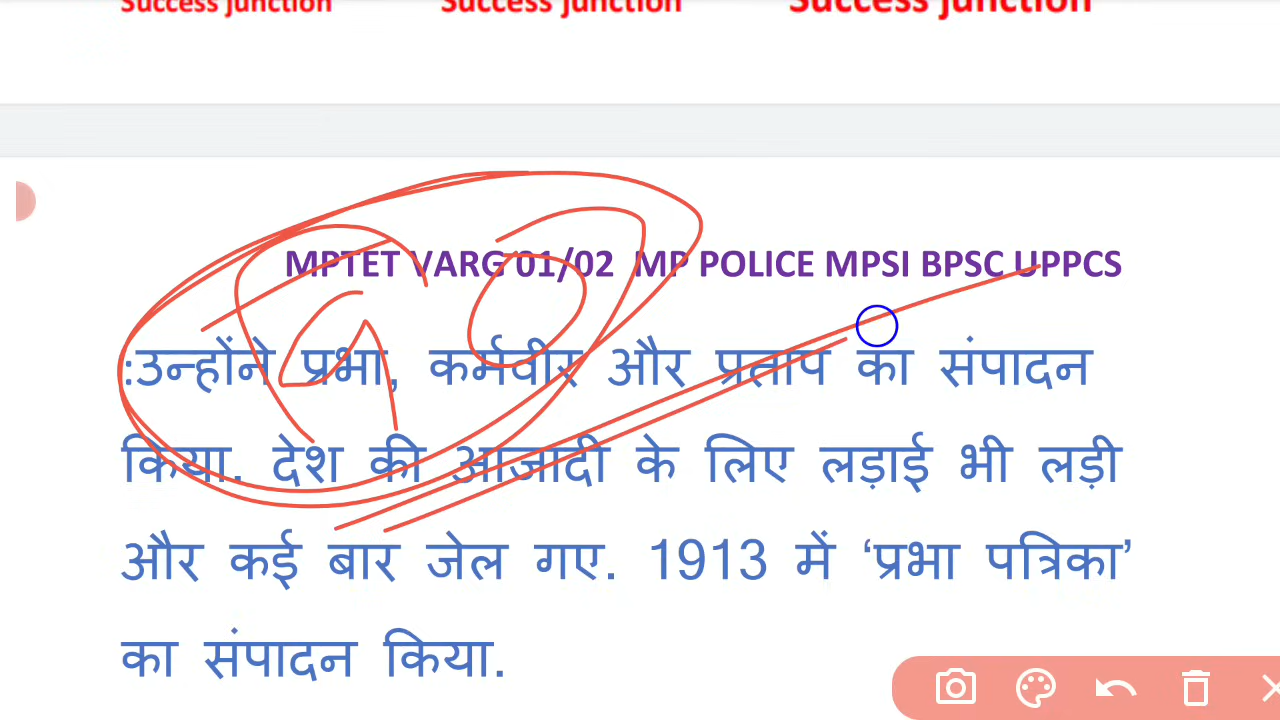 Success junction Success junction Success junction
MPTET VARG 01/02 MP POLICE MPSI BPSC UPPCS
:उन्होंने प्रभा, कर्मवीर और प्रताप का संपादन
किया. देश की आजादी के लिए लड़ाई भी लड़ी
और कई बार जेल गए. 1913 में ‘प्रभा पत्रिका’
का संपादन किया.